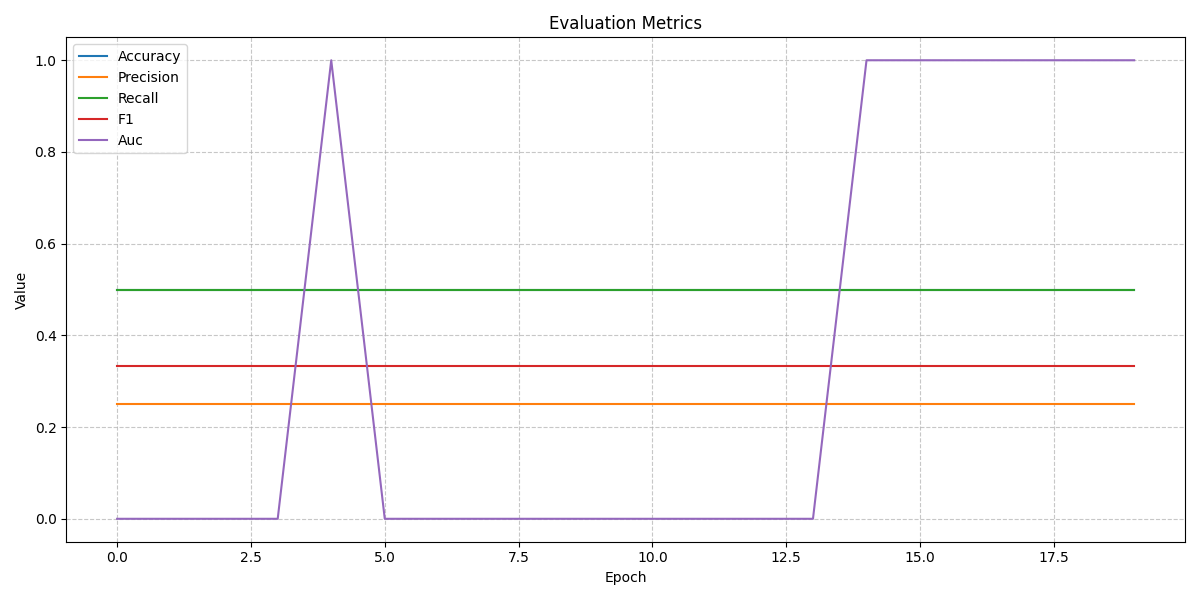 Evaluation Metrics
Accuracy
Precision
Recall
F1
Auc
Value
1.0
0.8
0.6
0.4
0.2
0.0
0.0 2.5 5.0 7.5 10.0 12.5 15.0 17.5
Epoch